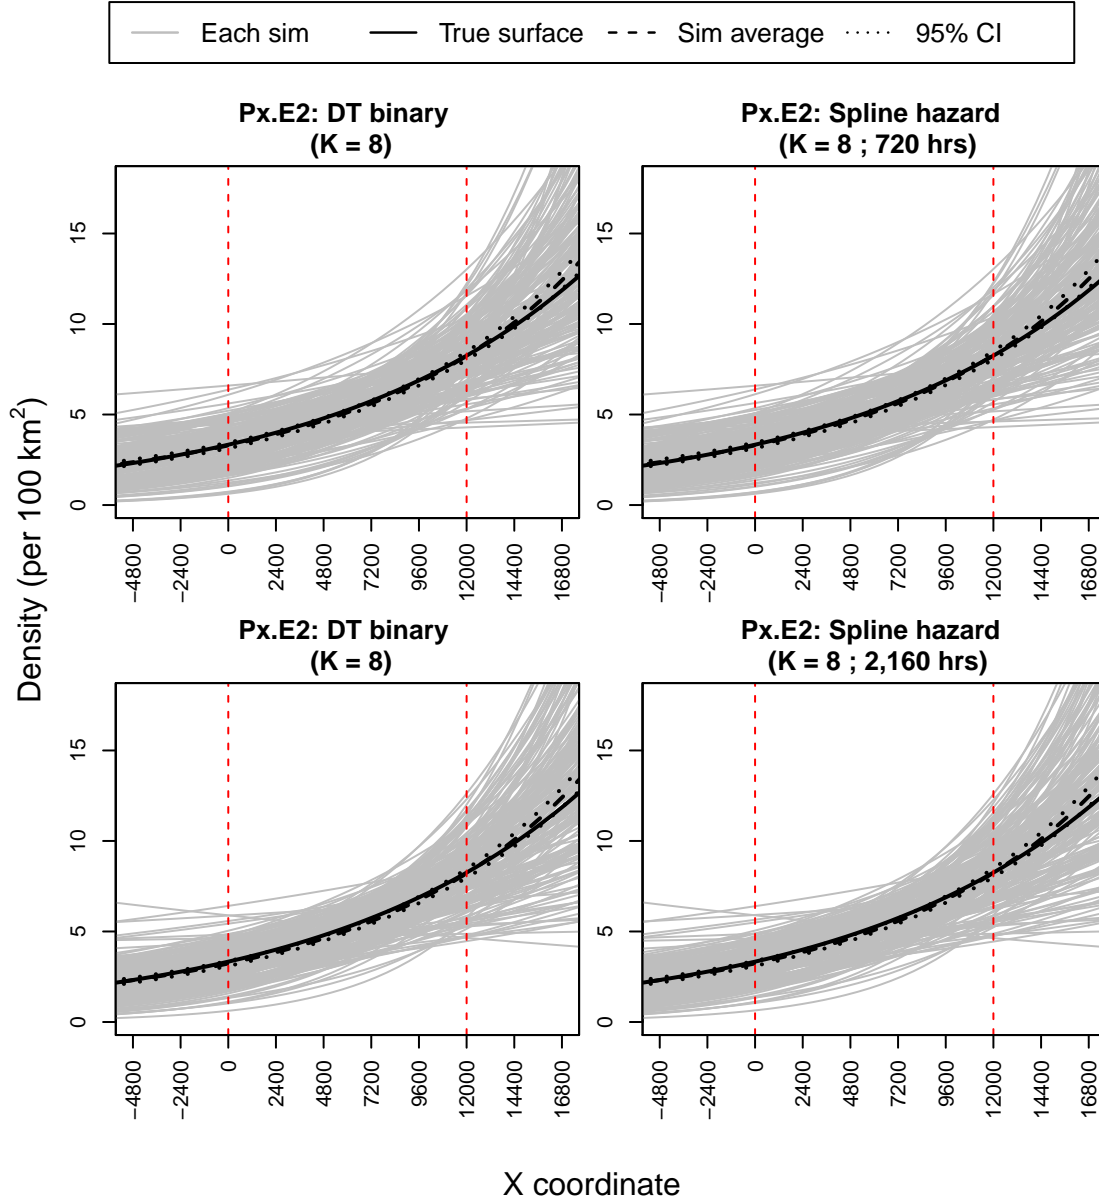 Each sim True surface Sim average 95% CI
Px.E2: DT binary
(K = 8)
Px.E2: Spline hazard
(K = 8 ; 720 hrs)
Density (per 100 km²)
0 5 10 15
−4800 −2400 0 2400 4800 7200 9600 12000 14400 16800
0 5 10 15
−4800 −2400 0 2400 4800 7200 9600 12000 14400 16800
Px.E2: DT binary
(K = 8)
Px.E2: Spline hazard
(K = 8 ; 2,160 hrs)
0 5 10 15
−4800 −2400 0 2400 4800 7200 9600 12000 14400 16800
0 5 10 15
−4800 −2400 0 2400 4800 7200 9600 12000 14400 16800
X coordinate